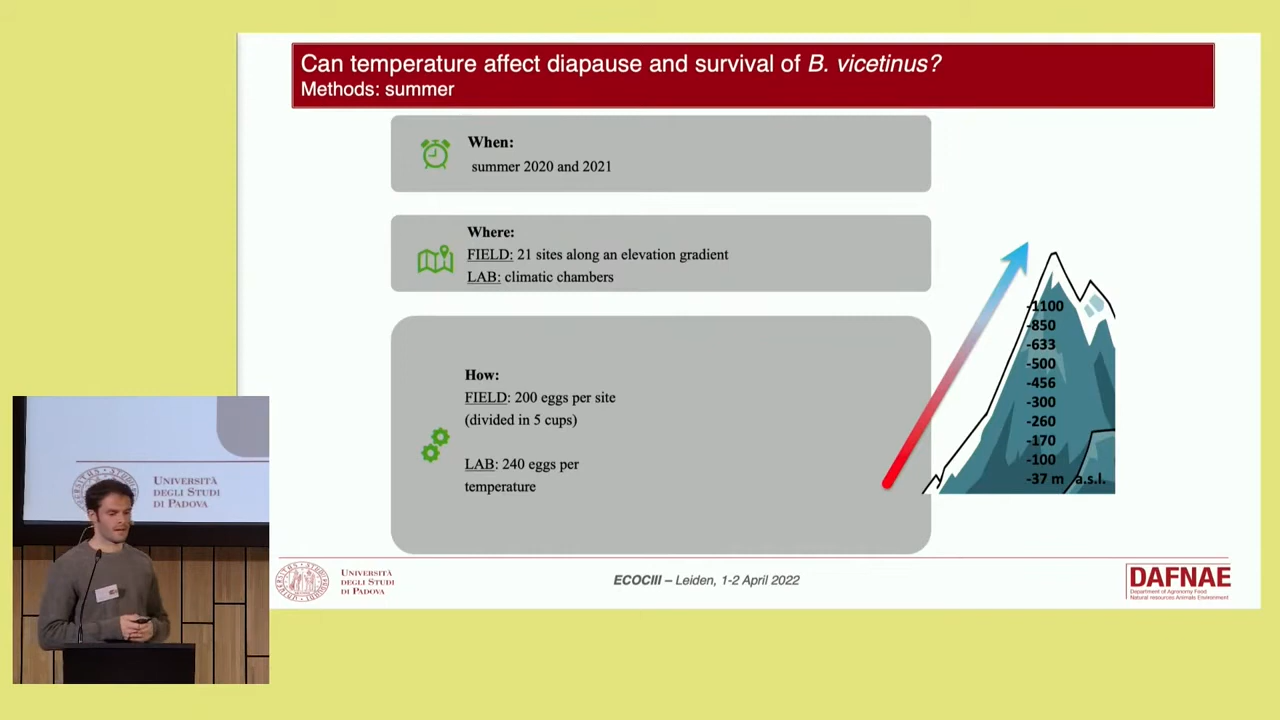 Can temperature affect diapause and survival of B. vicetinus?
Methods: summer
When:
summer 2020 and 2021
Where:
FIELD: 21 sites along an elevation gradient
LAB: climatic chambers
How:
FIELD: 200 eggs per site
(divided in 5 cups)
LAB: 240 eggs per
temperature
-1100
-850
-633
-500
-456
-300
-260
-170
-100
-37 m a.s.l.
UNIVERSITÀ
DEGLI STUDI
DI PADOVA
UNIVERSITÀ
DEGLI STUDI
DI PADOVA
ECOCIII – Leiden, 1-2 April 2022
DAFNAE
Department of Agronomy Food
Natural resources Animals Environment